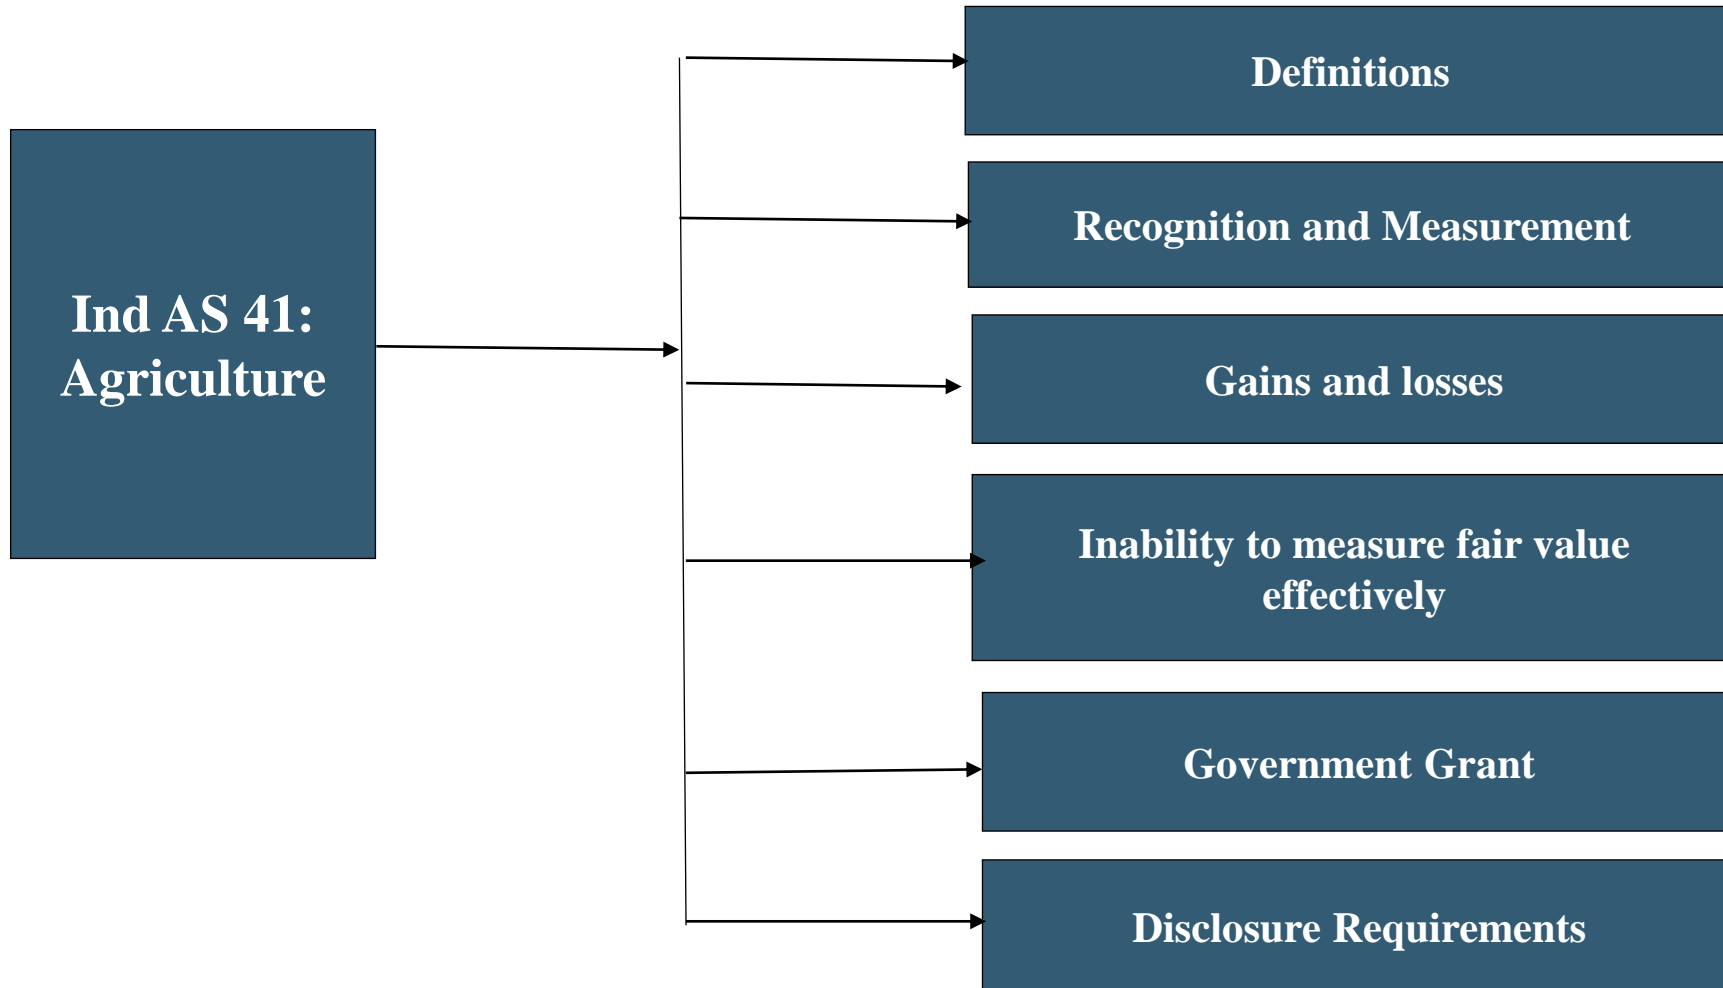 Ind AS 41:
Agriculture
Definitions
Recognition and Measurement
Gains and losses
Inability to measure fair value
effectively
Government Grant
Disclosure Requirements